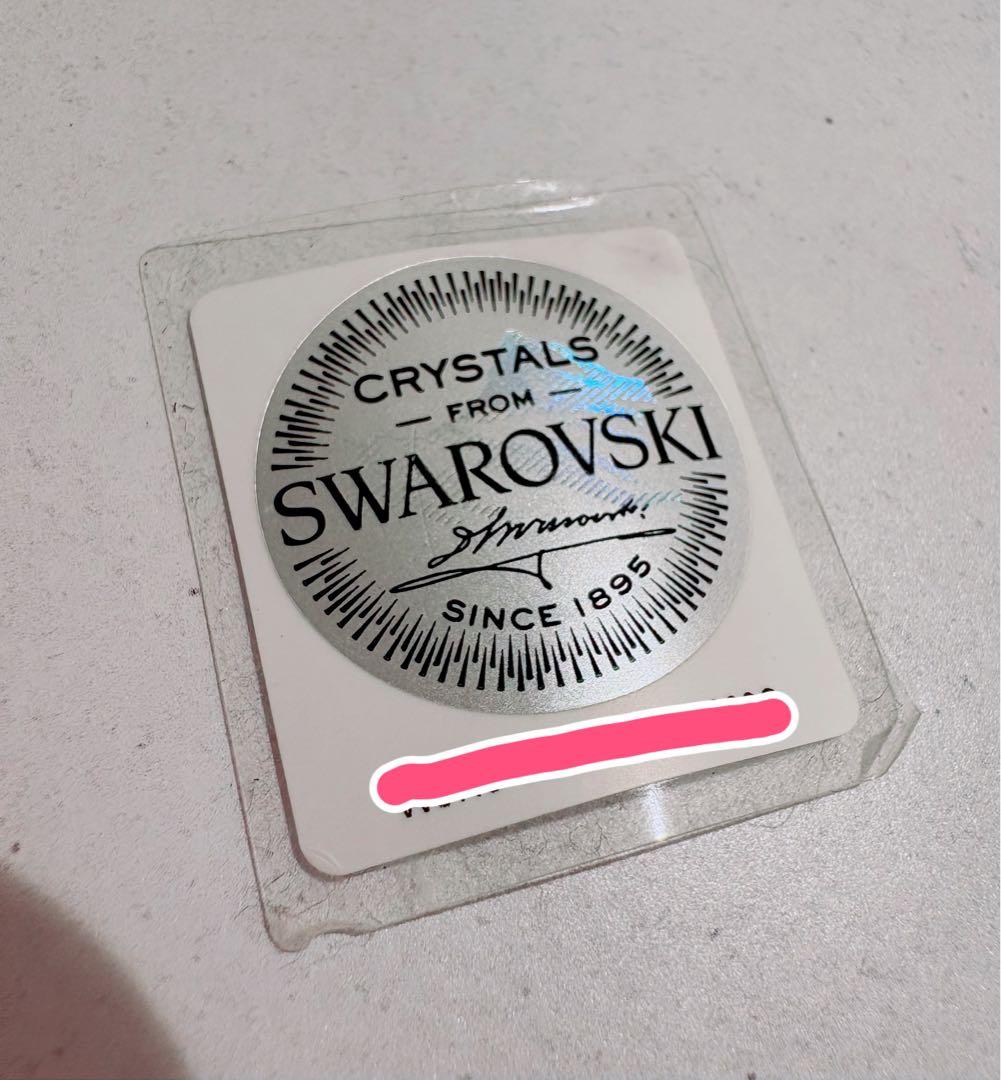 CRYSTALS
— FROM —
SWAROVSKI
SINCE 1895